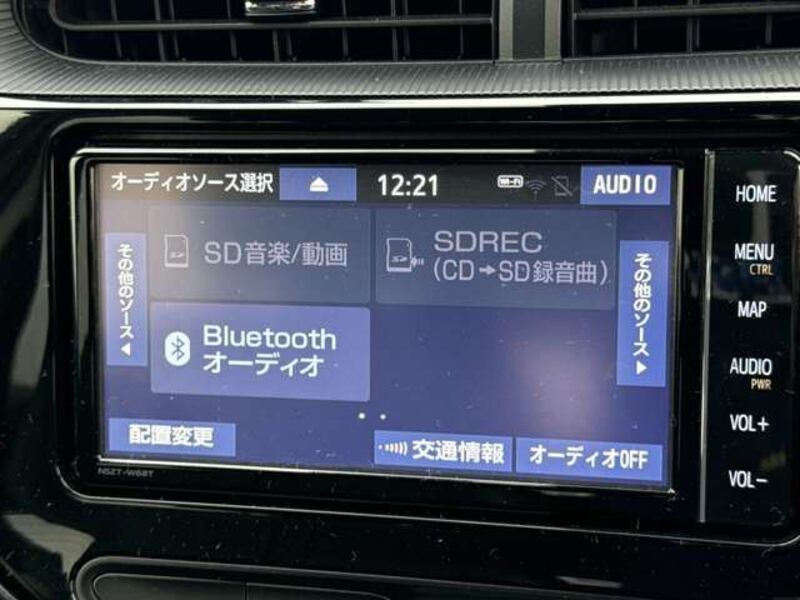 オーディオソース選択
12:21
Wi-Fi
AUDIO
その他のソース◀
SD音楽/動画
SDREC
(CD➡SD録音曲)
その他のソース▶
Bluetooth
オーディオ
配置変更
交通情報
オーディオOFF
NSZT-W68T
HOME
MENU
CTRL
MAP
AUDIO
PWR
VOL+
VOL-